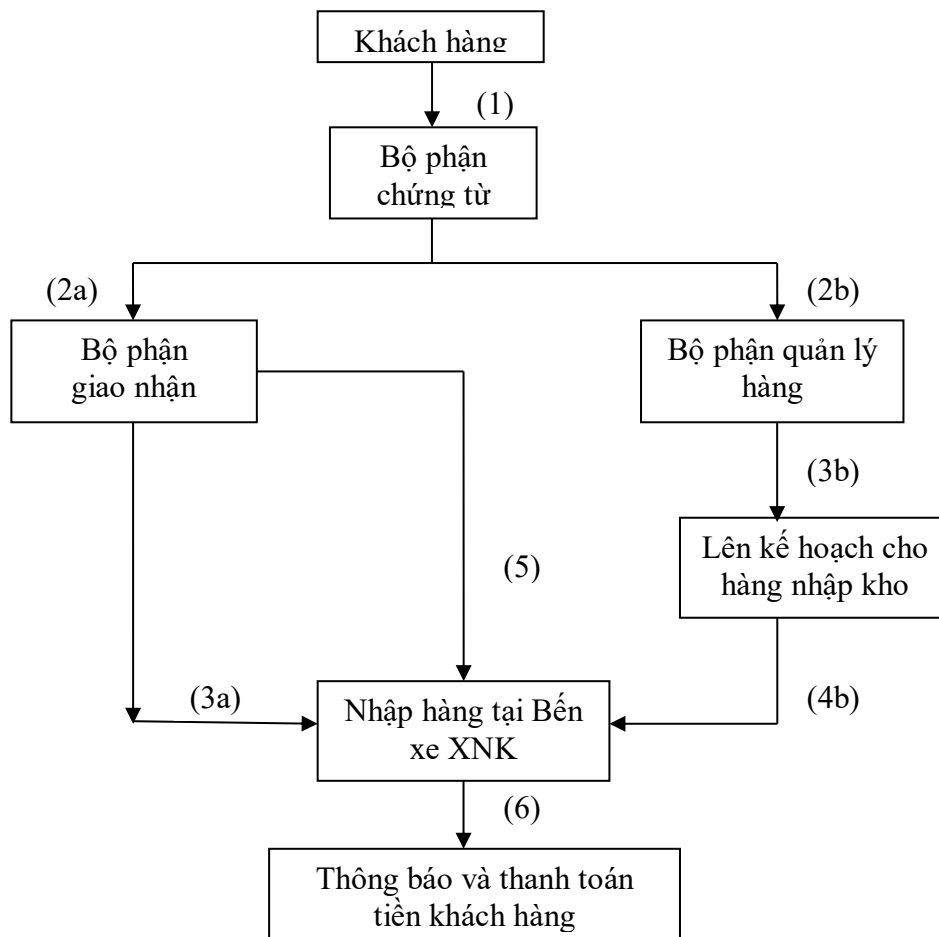 Khách hàng
(1)
Bộ phận
chứng từ
(2a)
(2b)
Bộ phận
giao nhận
Bộ phận quản lý
hàng
(3b)
Lên kế hoạch cho
hàng nhập kho
(5)
(3a)
(4b)
Nhập hàng tại Bến
xe XNK
(6)
Thông báo và thanh toán
tiền khách hàng